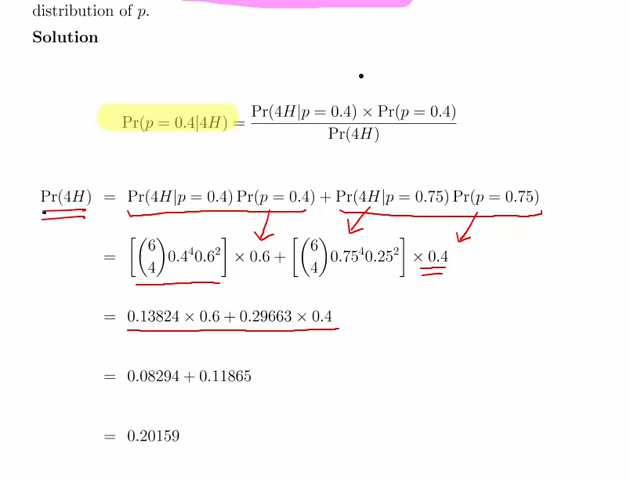 distribution of p.
Solution
Pr(p = 0.4|4H) = Pr(4H|p = 0.4) × Pr(p = 0.4) / Pr(4H)
Pr(4H) = Pr(4H|p = 0.4) Pr(p = 0.4) + Pr(4H|p = 0.75) Pr(p = 0.75)
= [(6 4) 0.4⁴0.6²] × 0.6 + [(6 4) 0.75⁴0.25²] × 0.4
= 0.13824 × 0.6 + 0.29663 × 0.4
= 0.08294 + 0.11865
= 0.20159